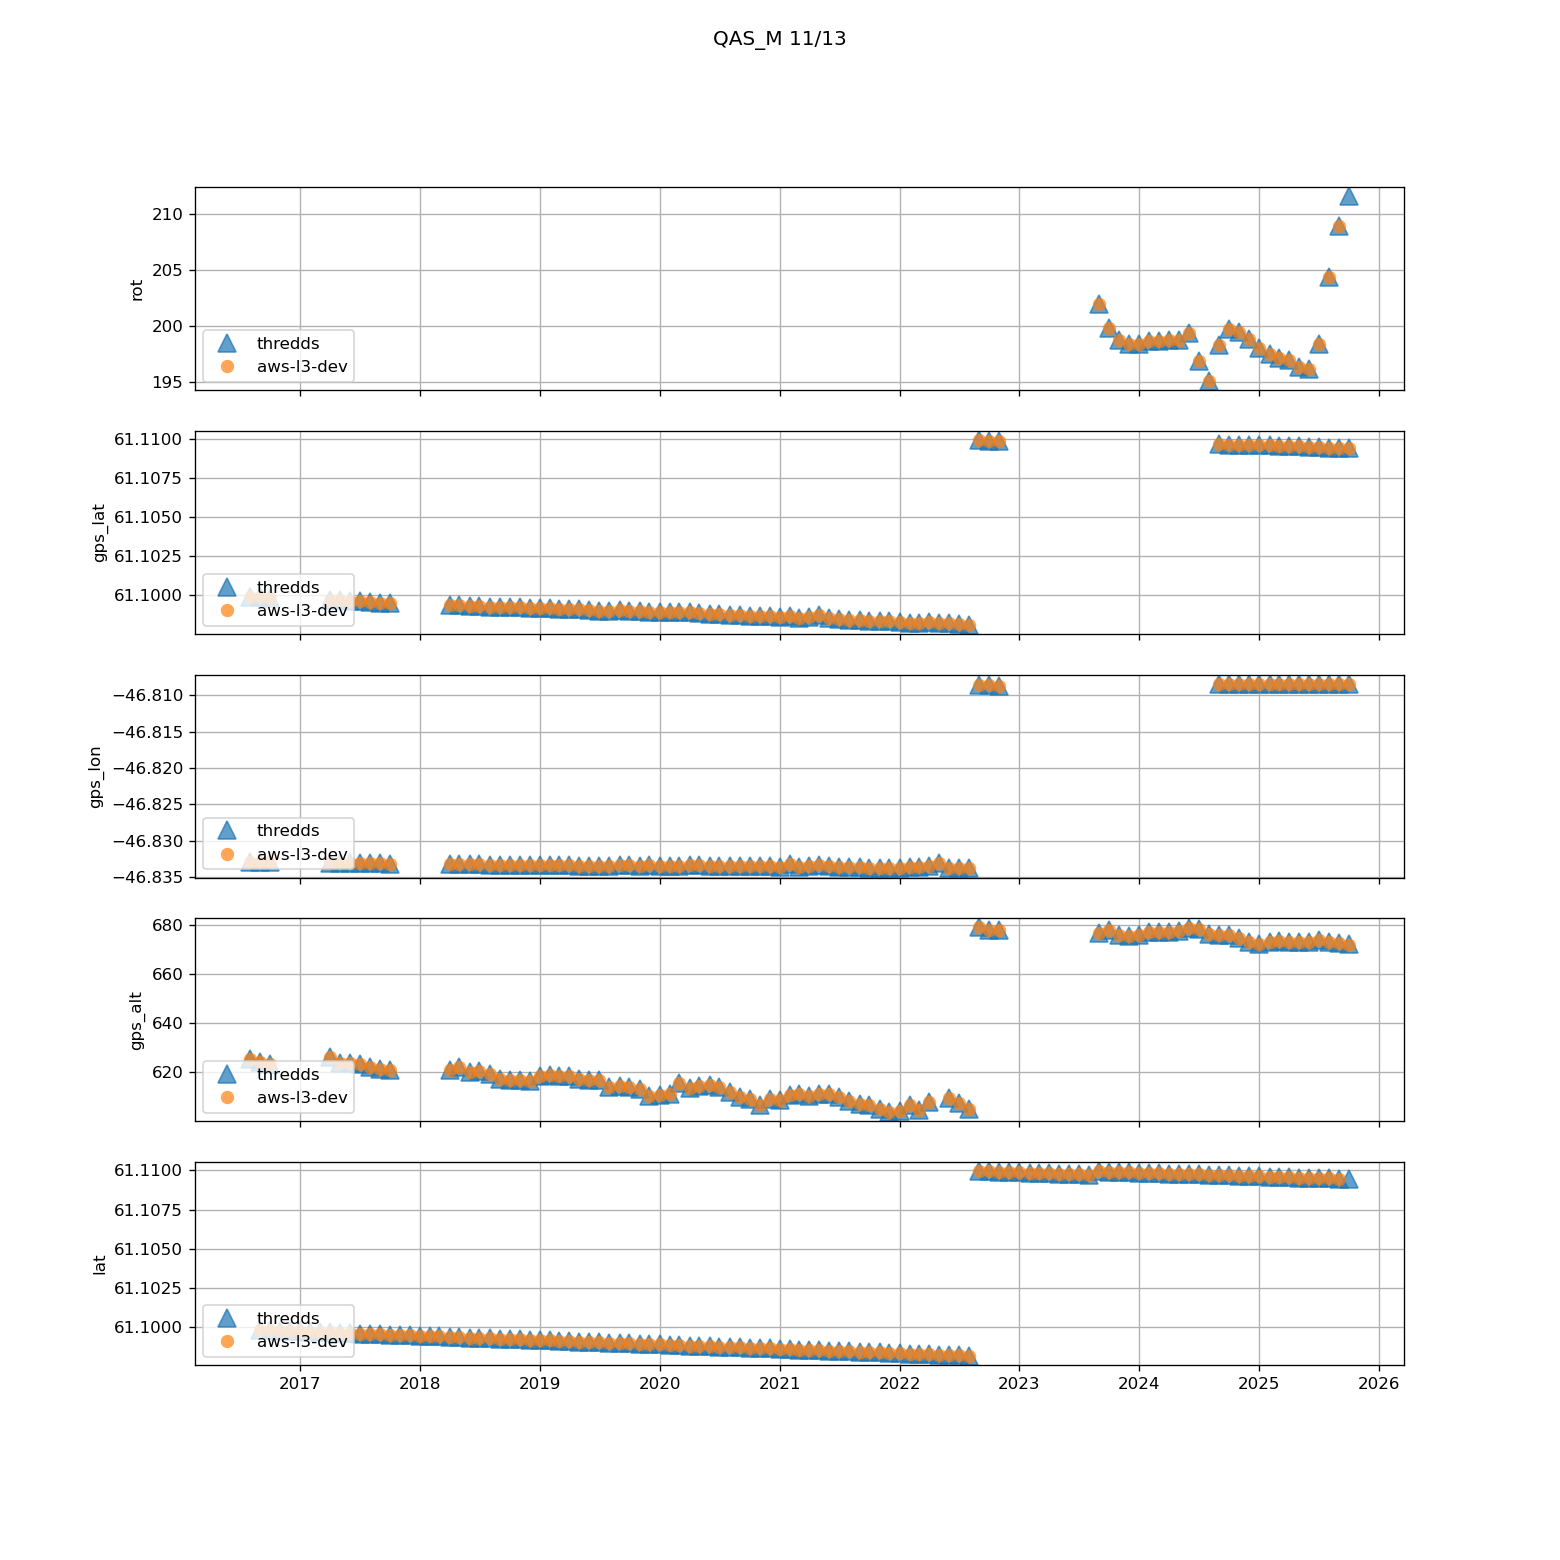 QAS_M 11/13
210
205
200
195
rot
thredds
aws-l3-dev
61.1100
61.1075
61.1050
61.1025
61.1000
gps_lat
thredds
aws-l3-dev
−46.810
−46.815
−46.820
−46.825
−46.830
−46.835
gps_lon
thredds
aws-l3-dev
680
660
640
620
gps_alt
thredds
aws-l3-dev
61.1100
61.1075
61.1050
61.1025
61.1000
lat
thredds
aws-l3-dev
2017 2018 2019 2020 2021 2022 2023 2024 2025 2026